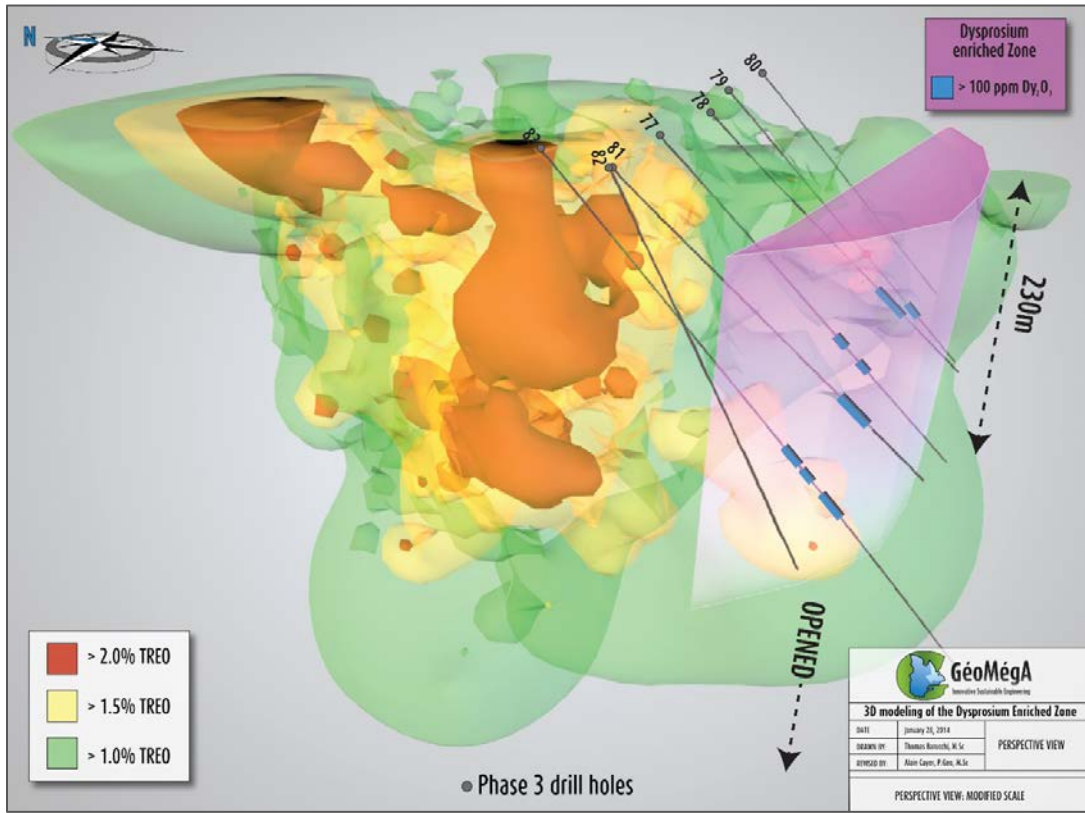 N
Dysprosium
enriched Zone
> 100 ppm Dy₂O₃
80
79
78
77
83
81
82
230m
OPENED
> 2.0% TREO
> 1.5% TREO
> 1.0% TREO
Phase 3 drill holes
GéoMégA
Innovative Sustainable Engineering
3D modeling of the Dysprosium Enriched Zone
DATE January 20, 2014
DRAWN BY: Thomas
REVISED BY: Alain Cayer, P.Geo, M.Sc
PERSPECTIVE VIEW
PERSPECTIVE VIEW: MODIFIED SCALE